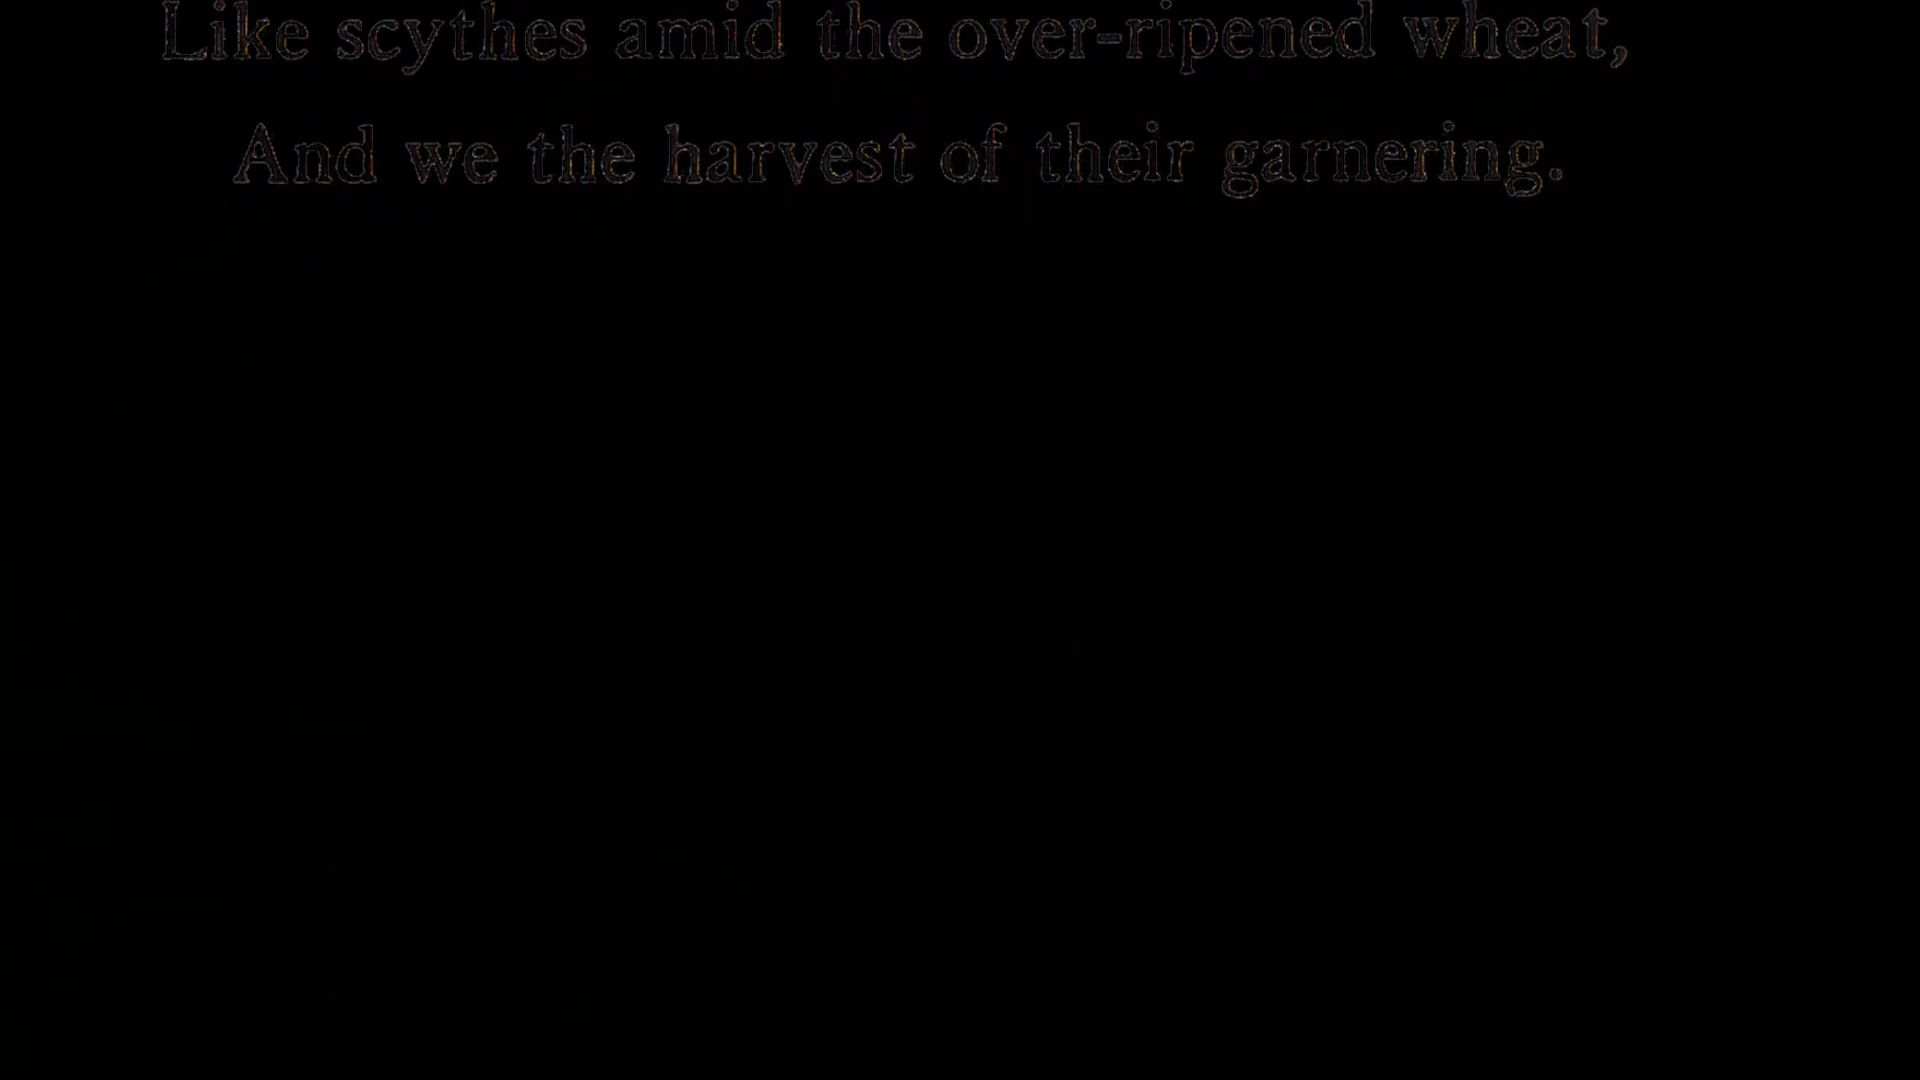 Like scythes amid the over-ripened wheat,
And we the harvest of their garnering.